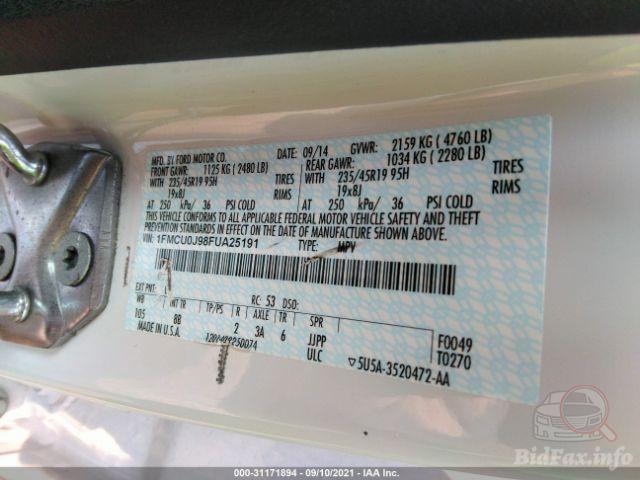 MFD. BY FORD MOTOR CO.
DATE: 09/14 GVWR: 2159 KG ( 4760 LB)
FRONT GAWR: 1125 KG ( 2480 LB) REAR GAWR: 1034 KG ( 2280 LB)
WITH 235/45R19 95H TIRES WITH 235/45R19 95H TIRES
19x8J RIMS 19x8J RIMS
AT 250 kPa/ 36 PSI COLD AT 250 kPa/ 36 PSI COLD
THIS VEHICLE CONFORMS TO ALL APPLICABLE FEDERAL MOTOR VEHICLE SAFETY AND THEFT
PREVENTION STANDARDS IN EFFECT ON THE DATE OF MANUFACTURE SHOWN ABOVE.
VIN: 1FMCU0J98FUA25191 TYPE: MPV
EXT PNT: RC: 53 DSO:
WB INT TR TP/PS R AXLE TR SPR
105 8B 2 3A 6 JJPP F0049
MADE IN U.S.A. ULC T0270
5U5A-3520472-AA
000-31171894 - 09/10/2021 - IAA Inc.
BidFax.info